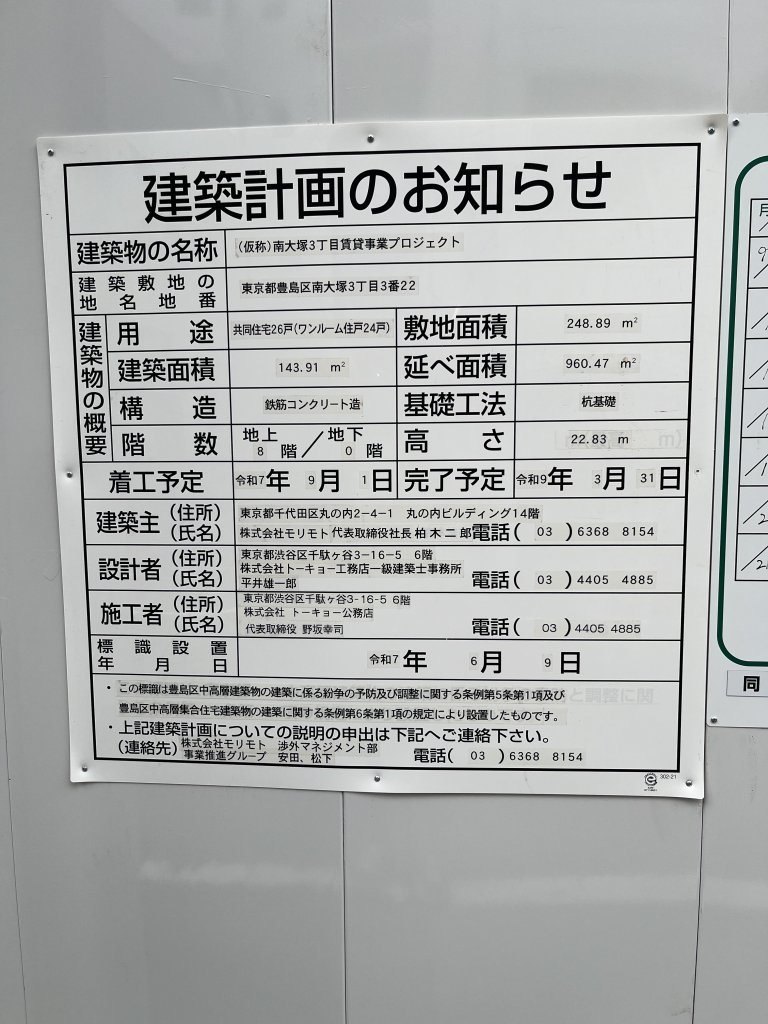 建築計画のお知らせ
建築物の名称 (仮称)南大塚3丁目賃貸事業プロジェクト
建築敷地の地名地番 東京都豊島区南大塚3丁目3番22
建築物の概要
用途 共同住宅26戸(ワンルーム住戸24戸) 敷地面積 248.89 m²
建築面積 143.91 m² 延べ面積 960.47 m²
構造 鉄筋コンクリート造 基礎工法 杭基礎
階数 地上8階/地下0階 高さ 22.83 m
着工予定 令和7年 9月 1日 完了予定 令和9年 3月 31日
建築主 (住所) 東京都千代田区丸の内2-4-1 丸の内ビルディング14階
(氏名) 株式会社モリモト 代表取締役社長 柏木二郎 電話( 03 ) 6368 8154
設計者 (住所) 東京都渋谷区千駄ヶ谷3-16-5 6階
(氏名) 株式会社トーキョー工務店一級建築士事務所
平井雄一郎 電話( 03 ) 4405 4885
施工者 (住所) 東京都渋谷区千駄ヶ谷3-16-5 6階
(氏名) 株式会社 トーキョー公務店
代表取締役 野坂幸司 電話( 03 ) 4405 4885
標識設置年月日 令和7年 6月 9日
・この標識は豊島区中高層建築物の建築に係る紛争の予防及び調整に関する条例第5条第1項及び
豊島区中高層集合住宅建築物の建築に関する条例第6条第1項の規定により設置したものです。
・上記建築計画についての説明の申出は下記へご連絡下さい。
(連絡先) 株式会社モリモト 渉外マネジメント部
事業推進グループ 安田、松下 電話( 03 ) 6368 8154
302-21
月
同